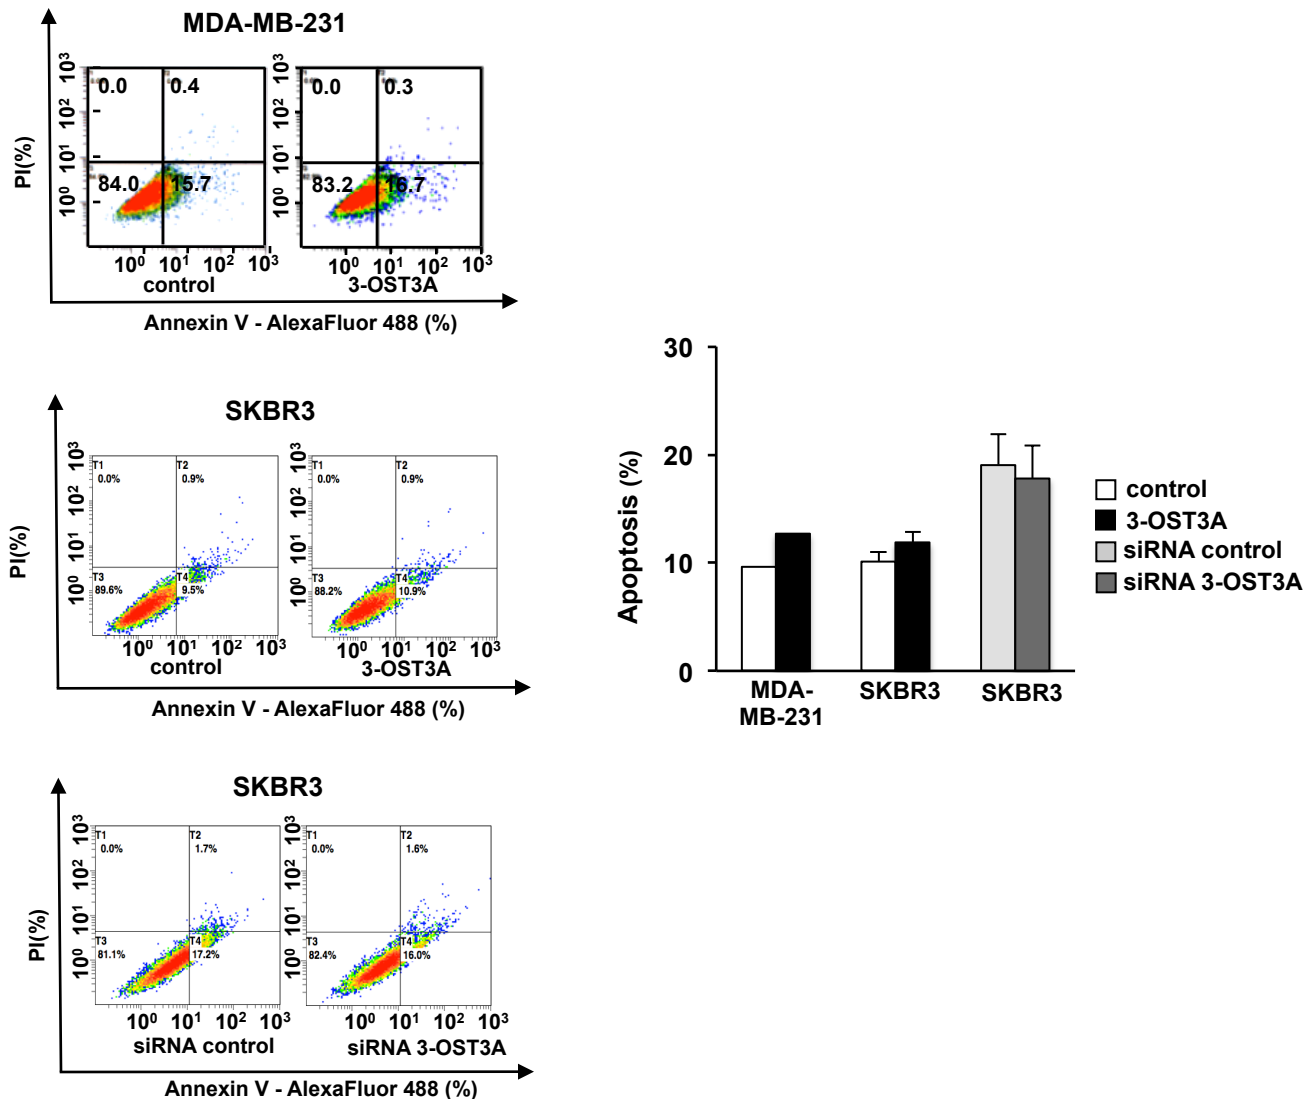 MDA-MB-231
PI(%)
10³
10²
10¹
10⁰
0.0
0.4
84.0
15.7
10⁰ 10¹ 10² 10³
control
10³
10²
10¹
10⁰
0.0
0.3
83.2
16.7
10⁰ 10¹ 10² 10³
3-OST3A
Annexin V - AlexaFluor 488 (%)
SKBR3
PI(%)
10³
10²
10¹
10⁰
T1
0.0%
T2
0.9%
T3
89.6%
T4
9.5%
10⁰ 10¹ 10² 10³
control
10³
10²
10¹
10⁰
T1
0.0%
T2
0.9%
T3
88.2%
T4
10.9%
10⁰ 10¹ 10² 10³
3-OST3A
Annexin V - AlexaFluor 488 (%)
SKBR3
PI(%)
10³
10²
10¹
10⁰
T1
0.0%
T2
1.7%
T3
81.1%
T4
17.2%
10⁰ 10¹ 10² 10³
siRNA control
10³
10²
10¹
10⁰
T1
0.0%
T2
1.6%
T3
82.4%
T4
16.0%
10⁰ 10¹ 10² 10³
siRNA 3-OST3A
Annexin V - AlexaFluor 488 (%)
Apoptosis (%)
30
20
10
0
MDA-
MB-231
SKBR3
SKBR3
control
3-OST3A
siRNA control
siRNA 3-OST3A